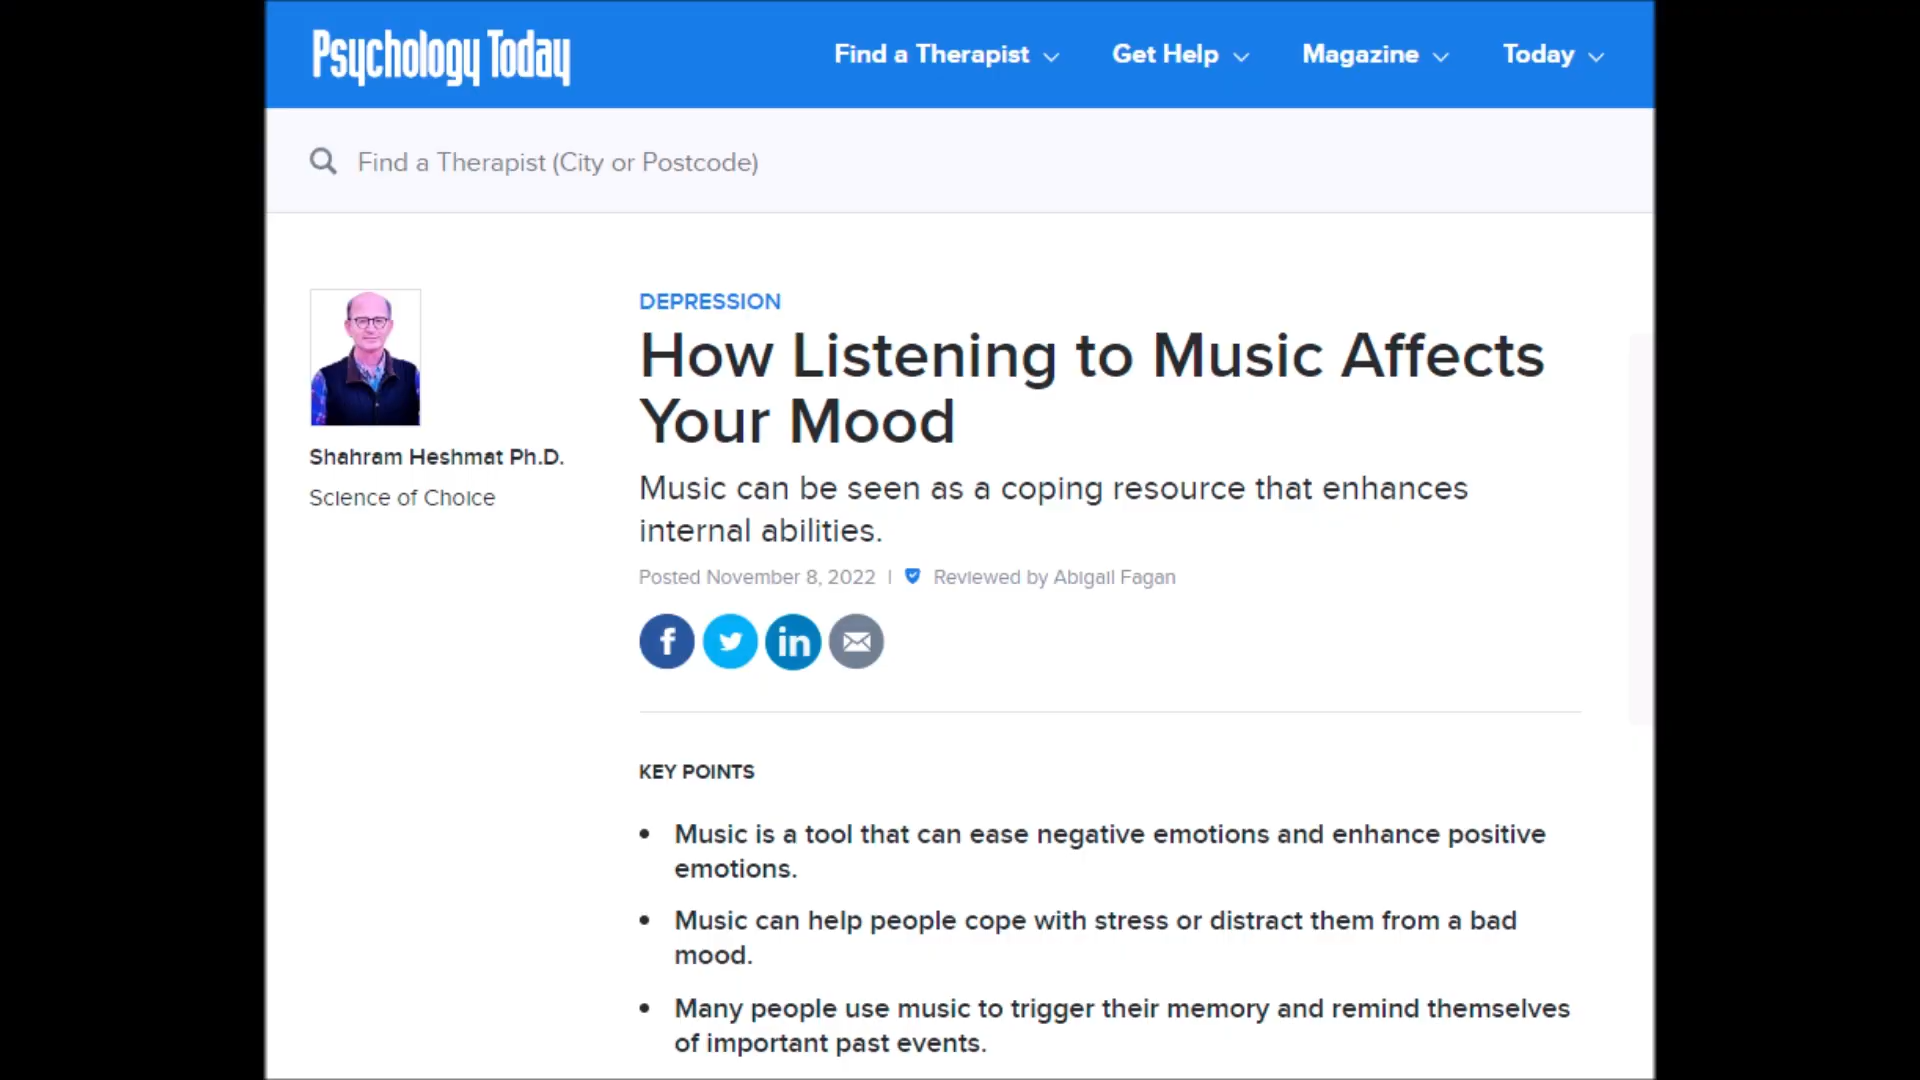 Psychology Today
Find a Therapist
Get Help
Magazine
Today
Find a Therapist (City or Postcode)
Shahram Heshmat Ph.D.
Science of Choice
DEPRESSION
How Listening to Music Affects
Your Mood
Music can be seen as a coping resource that enhances
internal abilities.
Posted November 8, 2022 | Reviewed by Abigail Fagan
f
in
KEY POINTS
• Music is a tool that can ease negative emotions and enhance positive
emotions.
• Music can help people cope with stress or distract them from a bad
mood.
• Many people use music to trigger their memory and remind themselves
of important past events.